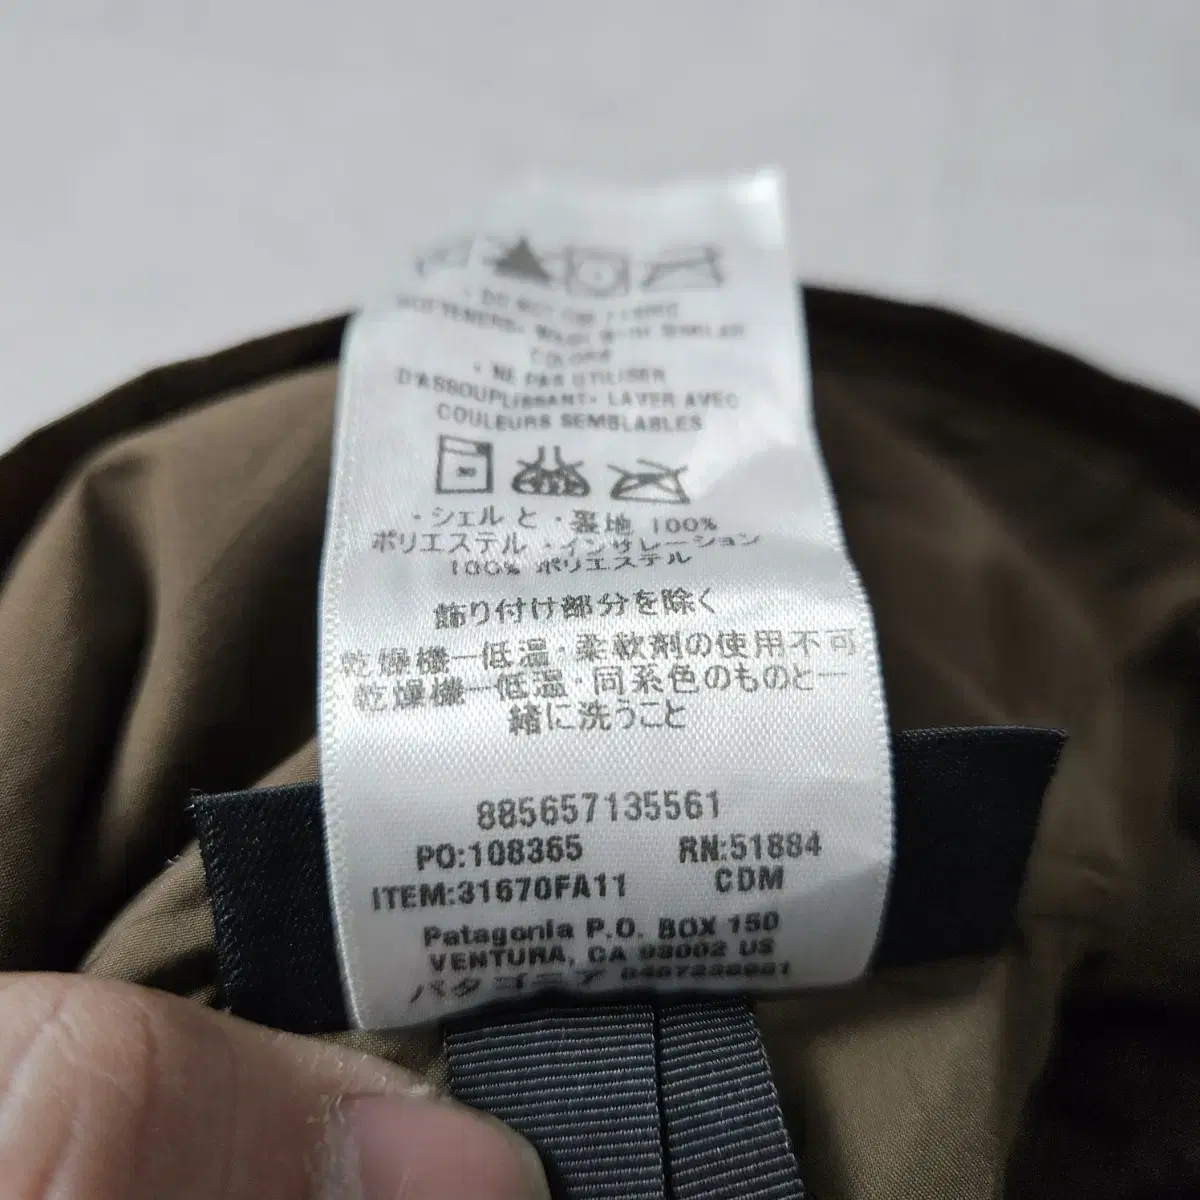 · DO NOT USE FABRIC
SOFTENERS· WASH WITH SIMILAR
COLORS
· NE PAS UTILISER
D'ASSOUPLISSANT· LAVER AVEC
COULEURS SEMBLABLES
30
· シェル と · 裏地 100%
ポリエステル · インサレーション
100% ポリエステル
飾り付け部分を除く
乾燥機ー低温·柔軟剤の使用不可
乾燥機ー低温·同系色のものと一
緒に洗うこと
885657135561
PO:108365 RN:51884
ITEM:31670FA11 CDM
Patagonia P.O. BOX 150
VENTURA, CA 93002 US
パタゴニア